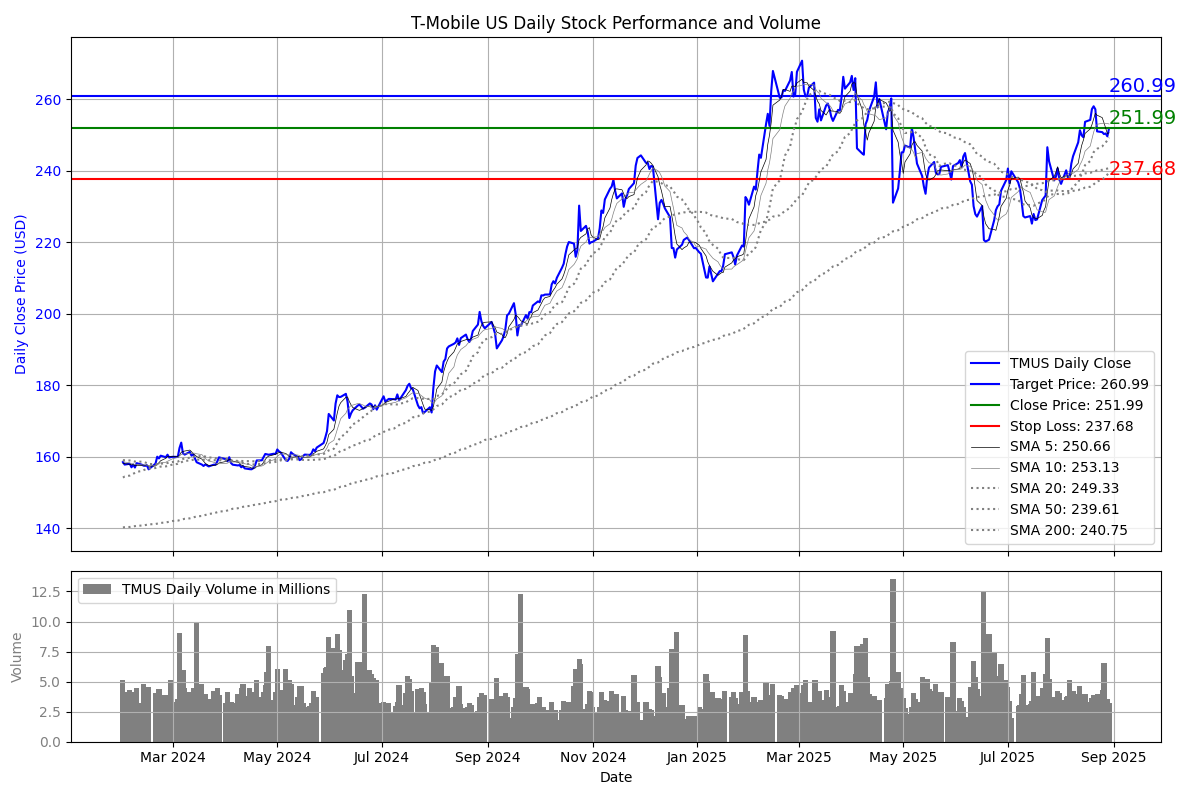 T-Mobile US Daily Stock Performance and Volume
Daily Close Price (USD)
260
240
220
200
180
160
140
260.99
251.99
237.68
TMUS Daily Close
Target Price: 260.99
Close Price: 251.99
Stop Loss: 237.68
SMA 5: 250.66
SMA 10: 253.13
SMA 20: 249.33
SMA 50: 239.61
SMA 200: 240.75
Volume
12.5
10.0
7.5
5.0
2.5
0.0
TMUS Daily Volume in Millions
Mar 2024 May 2024 Jul 2024 Sep 2024 Nov 2024 Jan 2025 Mar 2025 May 2025 Jul 2025 Sep 2025
Date